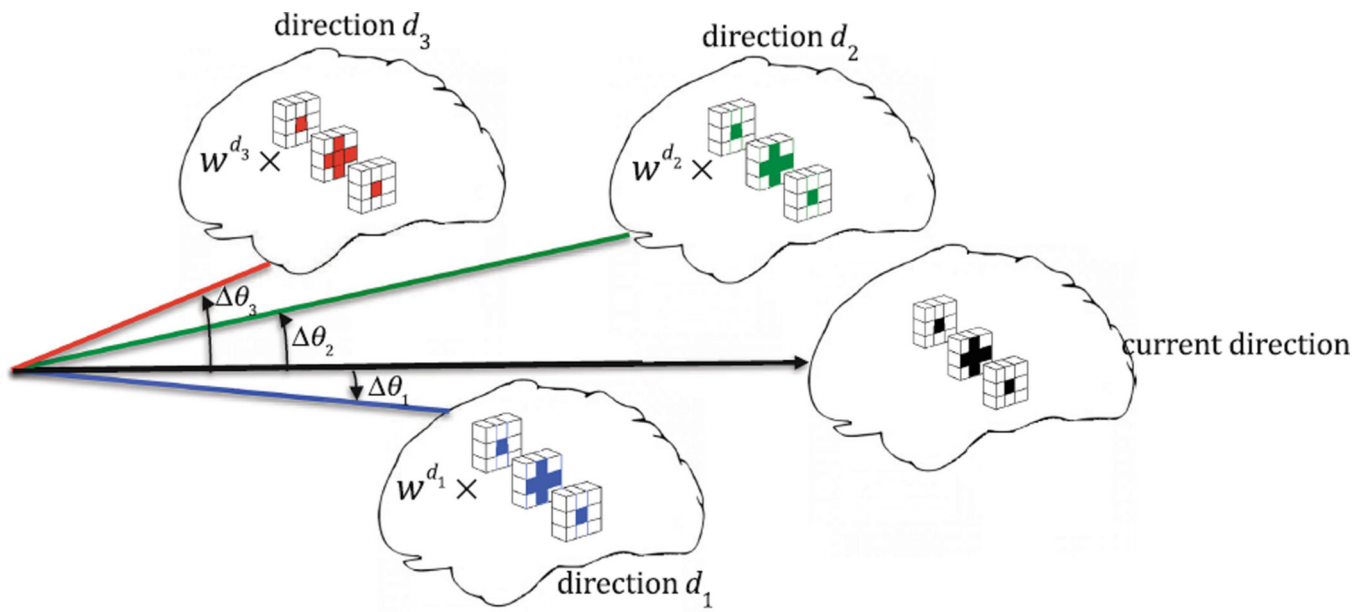 direction d₃
direction d₂
w^{d₃} ×
w^{d₂} ×
Δθ₃
Δθ₂
current direction
Δθ₁
w^{d₁} ×
direction d₁